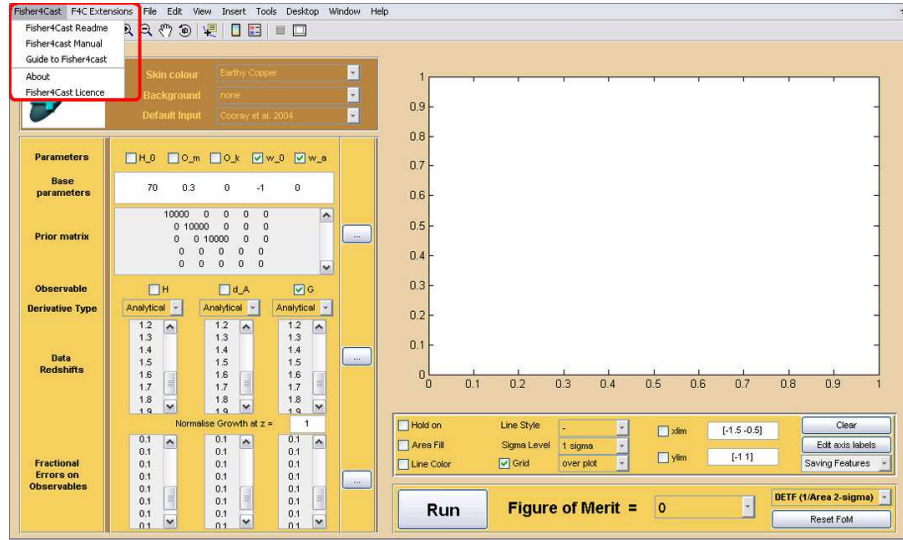 Fisher4Cast F4C Extensions File Edit View Insert Tools Desktop Window Help
Fisher4Cast Readme
Fisher4cast Manual
Guide to Fisher4cast
About
Fisher4Cast Licence
Skin colour Earthy Copper
Background none
Default Input Cooray et al. 2004
Parameters H_0 O_m O_k w_0 w_a
Base
parameters
70 0.3 0 -1 0
Prior matrix
10000 0 0 0 0
0 10000 0 0 0
0 0 10000 0 0
0 0 0 0 0
0 0 0 0 0
...
Observable H d_A G
Derivative Type Analytical Analytical Analytical
Data
Redshifts
1.2 1.2 1.2
1.3 1.3 1.3
1.4 1.4 1.4
1.5 1.5 1.5
1.6 1.6 1.6
1.7 1.7 1.7
1.8 1.8 1.8
1.9 1.9 1.9
...
Normalise Growth at z = 1
Fractional
Errors on
Observables
0.1 0.1 0.1
0.1 0.1 0.1
0.1 0.1 0.1
0.1 0.1 0.1
0.1 0.1 0.1
0.1 0.1 0.1
0.1 0.1 0.1
0.1 0.1 0.1
...
1
0.9
0.8
0.7
0.6
0.5
0.4
0.3
0.2
0.1
0
0 0.1 0.2 0.3 0.4 0.5 0.6 0.7 0.8 0.9 1
Hold on Line Style - xlim [-1.5 -0.5] Clear
Area Fill Sigma Level 1 sigma Edit axis labels
Line Color Grid over plot ylim [-1 1] Saving Features
Run Figure of Merit = 0 DETF (1/Area 2-sigma)
Reset FoM